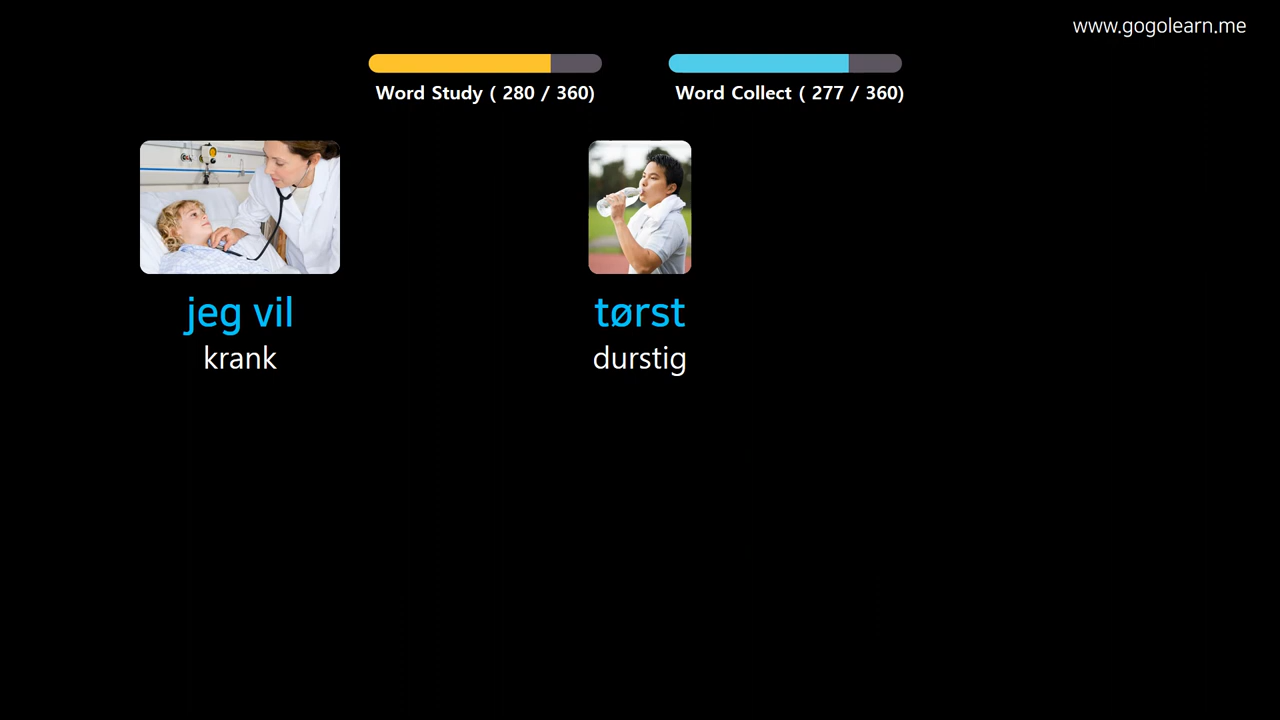 www.gogolearn.me
Word Study ( 280 / 360)
Word Collect ( 277 / 360)
jeg vil
krank
tørst
durstig